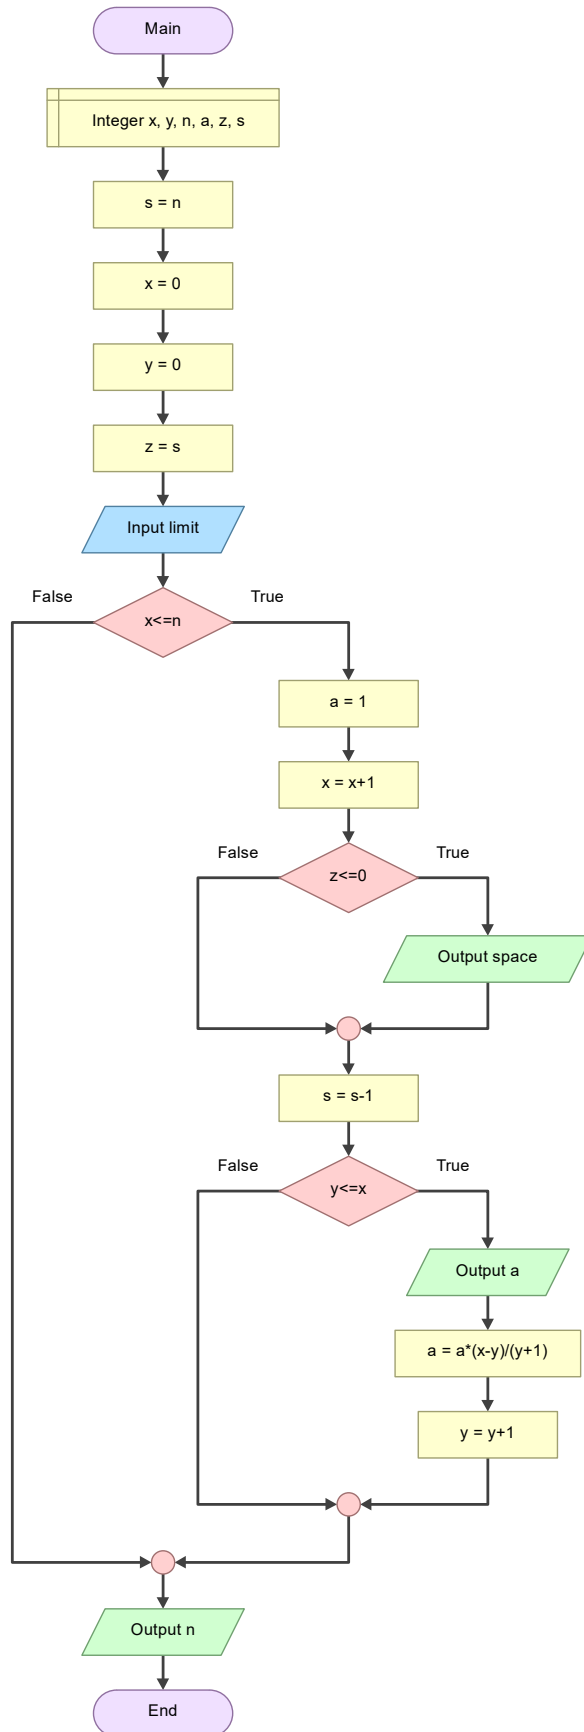 Main
Integer x, y, n, a, z, s
s = n
x = 0
y = 0
z = s
Input limit
False
True
x<=n
a = 1
x = x+1
False
True
z<=0
Output space
s = s-1
False
True
y<=x
Output a
a = a*(x-y)/(y+1)
y = y+1
Output n
End